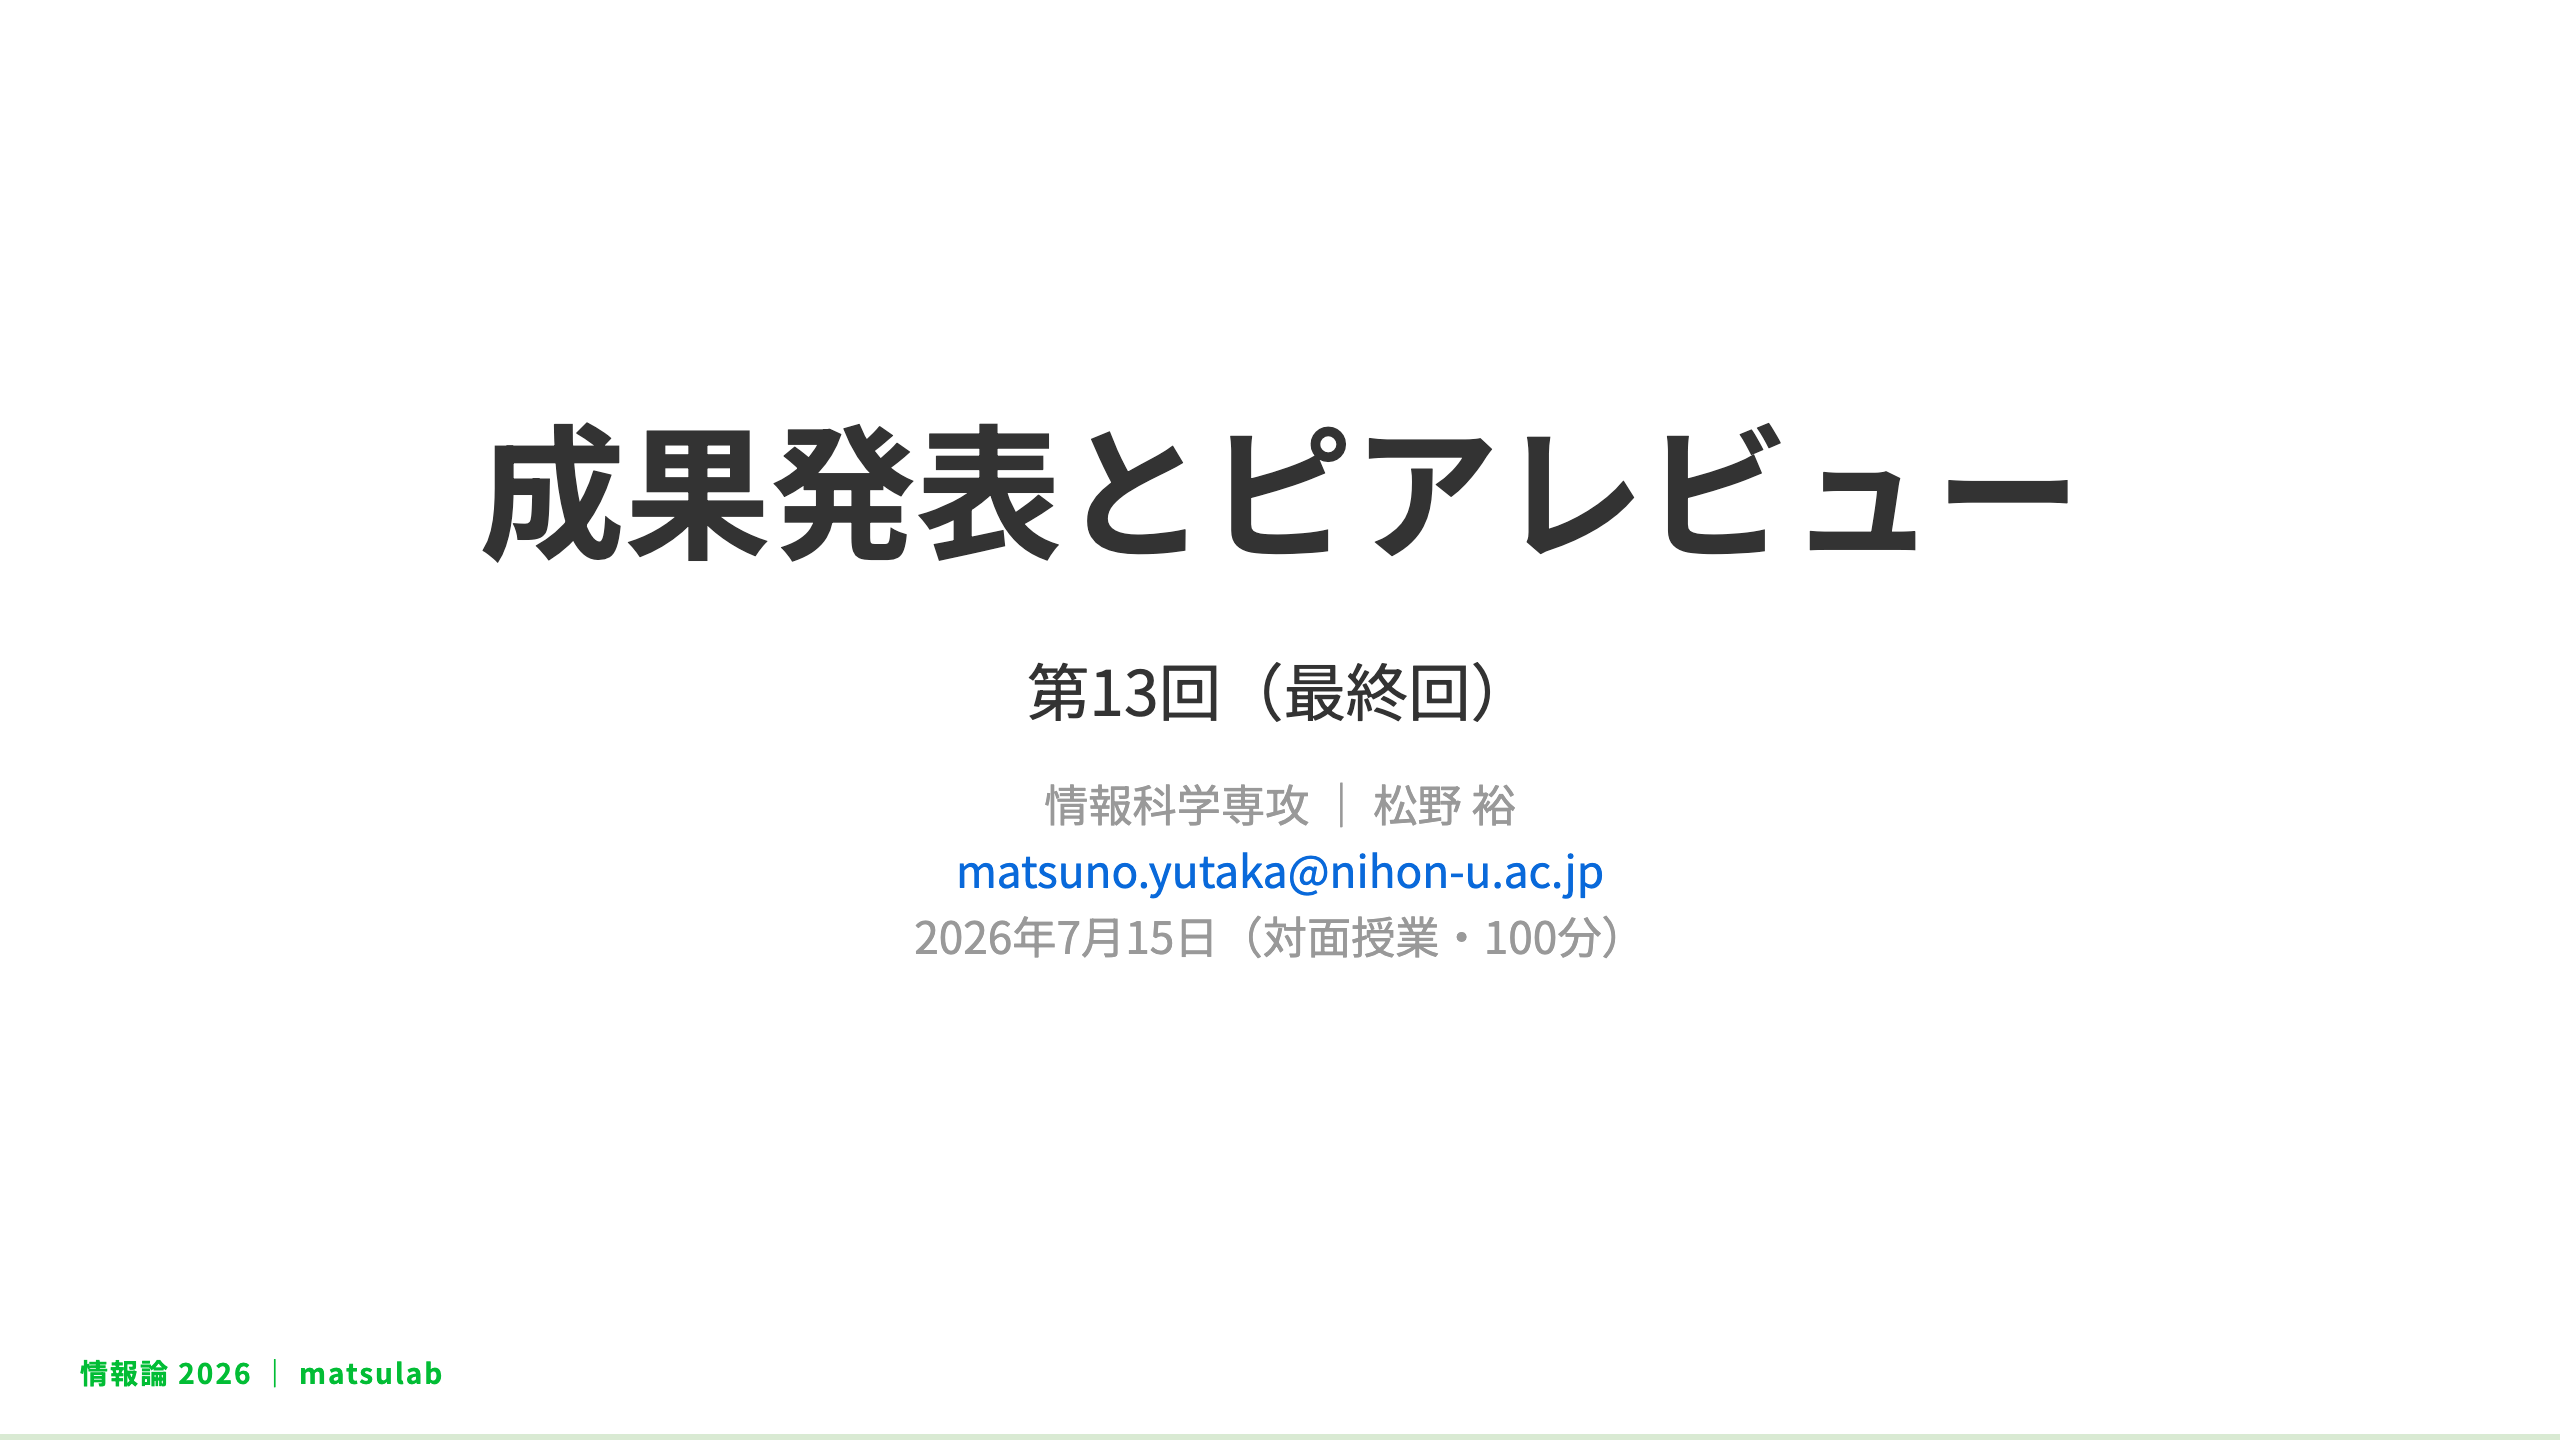 成果発表とピアレビュー
第13回（最終回）
情報科学専攻 ｜ 松野 裕
matsuno.yutaka@nihon-u.ac.jp
2026年7月15日（対面授業・100分）
情報論 2026 ｜ matsulab